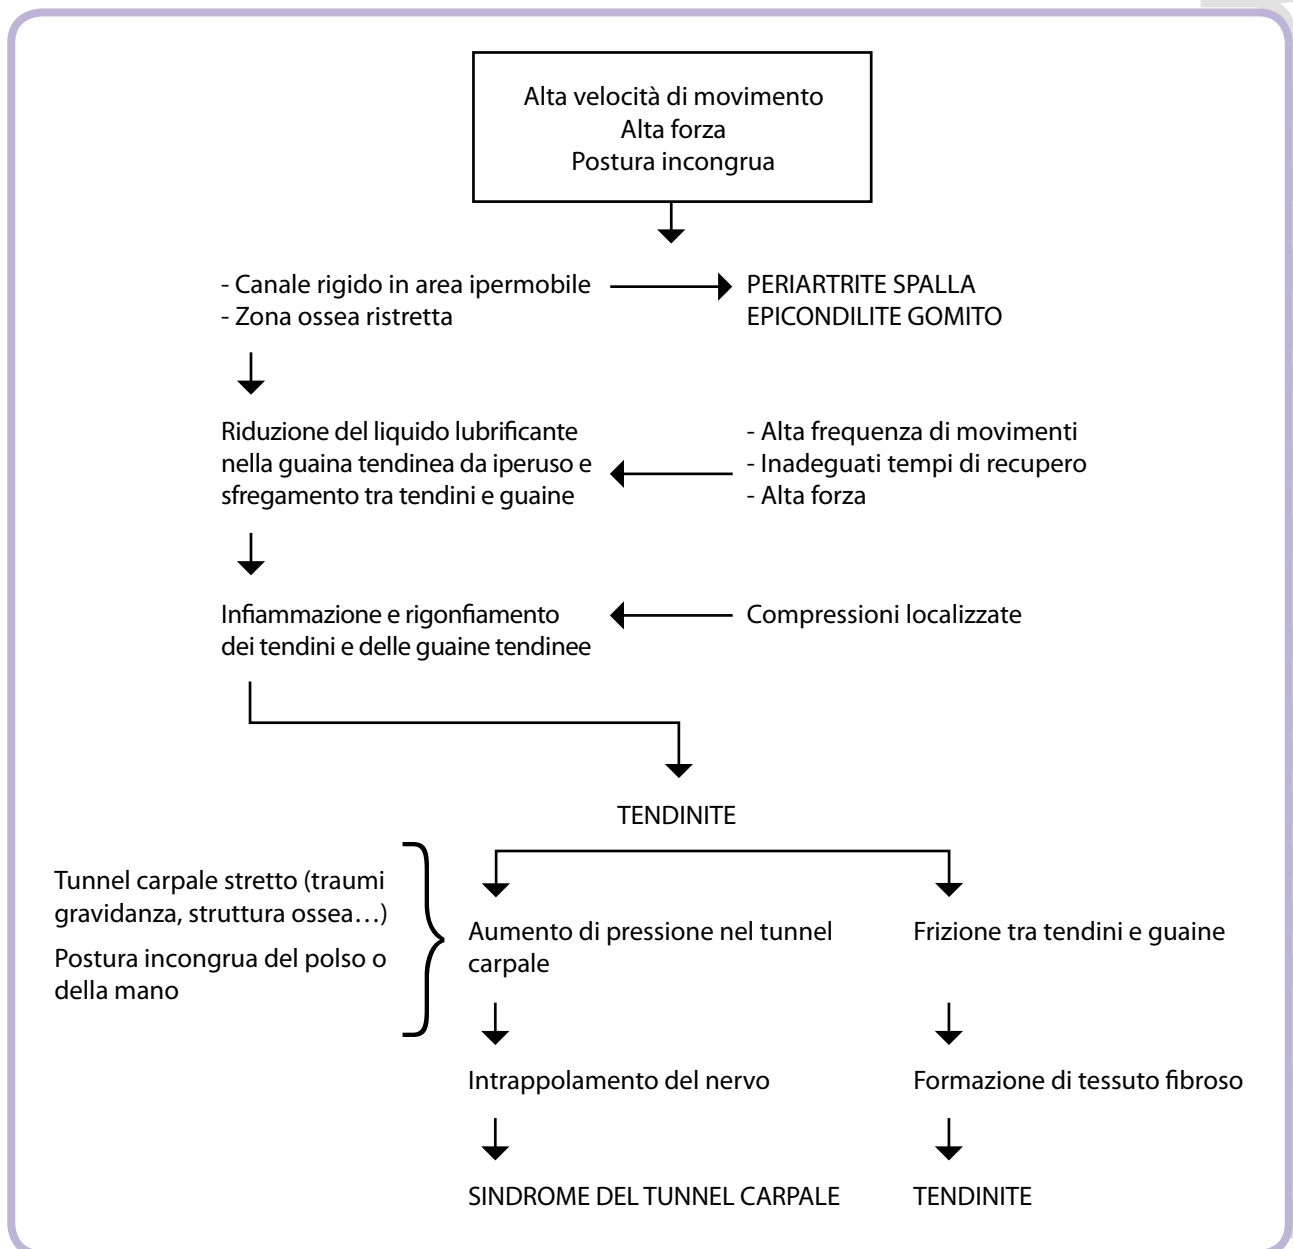 Alta velocità di movimento
Alta forza
Postura incongrua
- Canale rigido in area ipermobile
- Zona ossea ristretta
PERIARTRITE SPALLA
EPICONDILITE GOMITO
Riduzione del liquido lubrificante
nella guaina tendinea da iperuso e
sfregamento tra tendini e guaine
- Alta frequenza di movimenti
- Inadeguati tempi di recupero
- Alta forza
Infiammazione e rigonfiamento
dei tendini e delle guaine tendinee
Compressioni localizzate
TENDINITE
Tunnel carpale stretto (traumi
gravidanza, struttura ossea…)
Postura incongrua del polso o
della mano
Aumento di pressione nel tunnel
carpale
Frizione tra tendini e guaine
Intrappolamento del nervo
Formazione di tessuto fibroso
SINDROME DEL TUNNEL CARPALE
TENDINITE